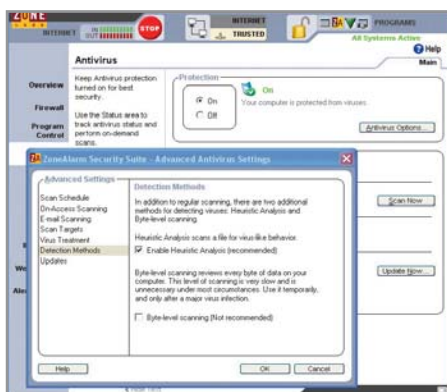 ZONE
INTERNET
IN
OUT
STOP
INTERNET
TRUSTED
PROGRAMS
All Systems Active
Help
Main
Antivirus
Overview
Firewall
Program
Control
Keep Antivirus protection
turned on for best
security.
Use the Status area to
track antivirus status and
perform on-demand
scans.
Protection
On
Off
On
Your computer is protected from viruses.
Antivirus Options...
Scan Now
Update Now...
ZoneAlarm Security Suite - Advanced Antivirus Settings
Advanced Settings
Scan Schedule
On-Access Scanning
E-mail Scanning
Scan Targets
Virus Treatment
Detection Methods
Updates
Detection Methods
In addition to regular scanning, there are two additional
methods for detecting viruses: Heuristic Analysis and
Byte-level scanning.
Heuristic Analysis scans a file for virus-like behavior.
Enable Heuristic Analysis (recommended)
Byte-level scanning reviews every byte of data on your
computer. This level of scanning is very slow and is
unnecessary under most circumstances. Use it temporarily,
and only after a major virus infection.
Byte-level scanning (Not recommended)
Help
OK
Cancel